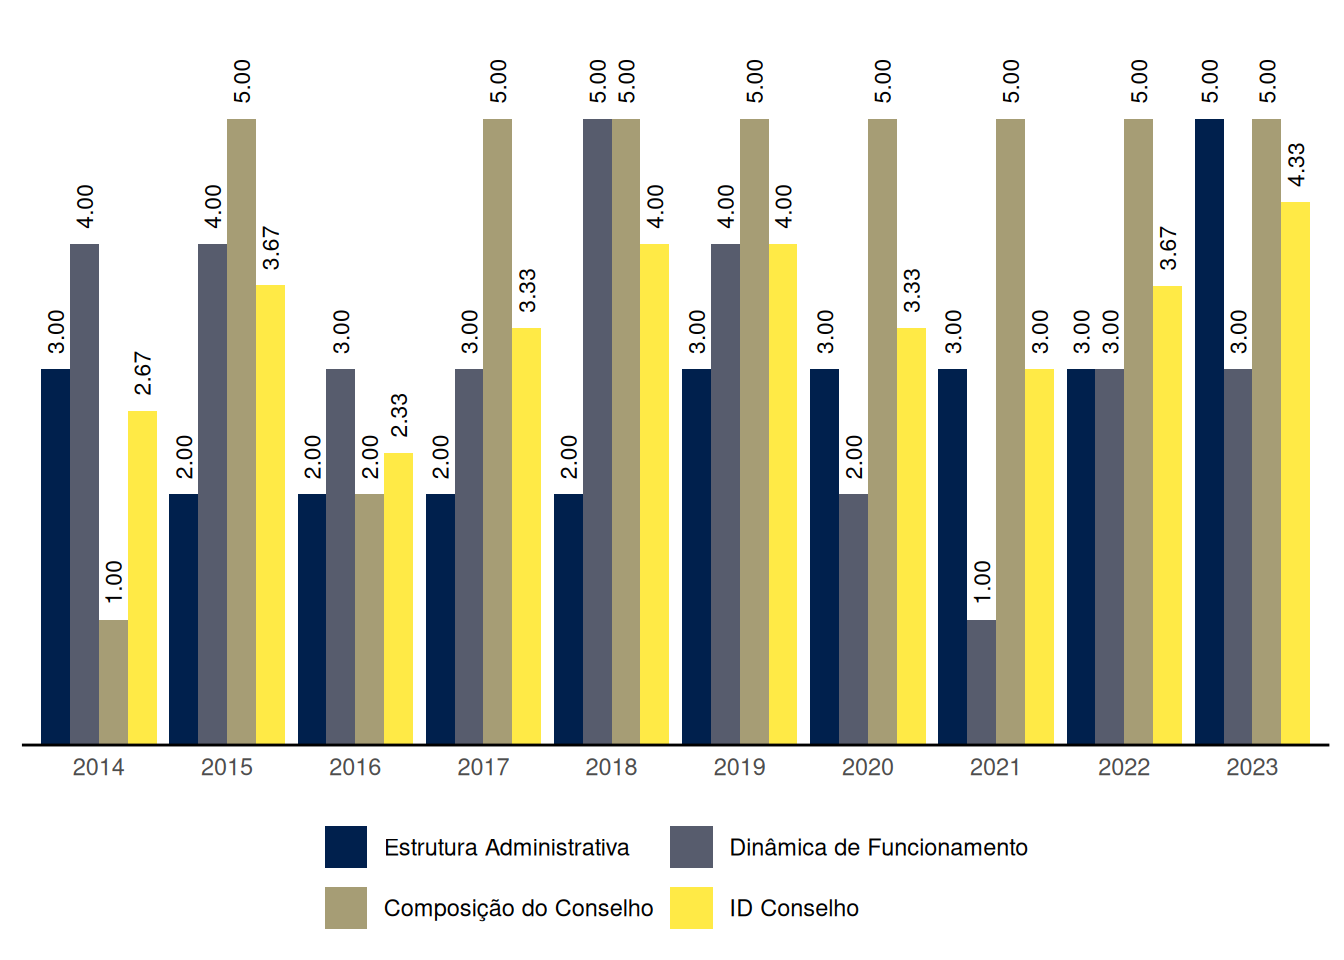 3.00 4.00 1.00 2.67 2.00 4.00 5.00 3.67 2.00 3.00 2.00 2.33 2.00 3.00 5.00 3.33 2.00 5.00 5.00 4.00 3.00 4.00 5.00 4.00 3.00 2.00 5.00 3.33 3.00 1.00 5.00 3.00 3.00 3.00 5.00 3.67 5.00 3.00 5.00 4.33
2014 2015 2016 2017 2018 2019 2020 2021 2022 2023
Estrutura Administrativa Dinâmica de Funcionamento
Composição do Conselho ID Conselho